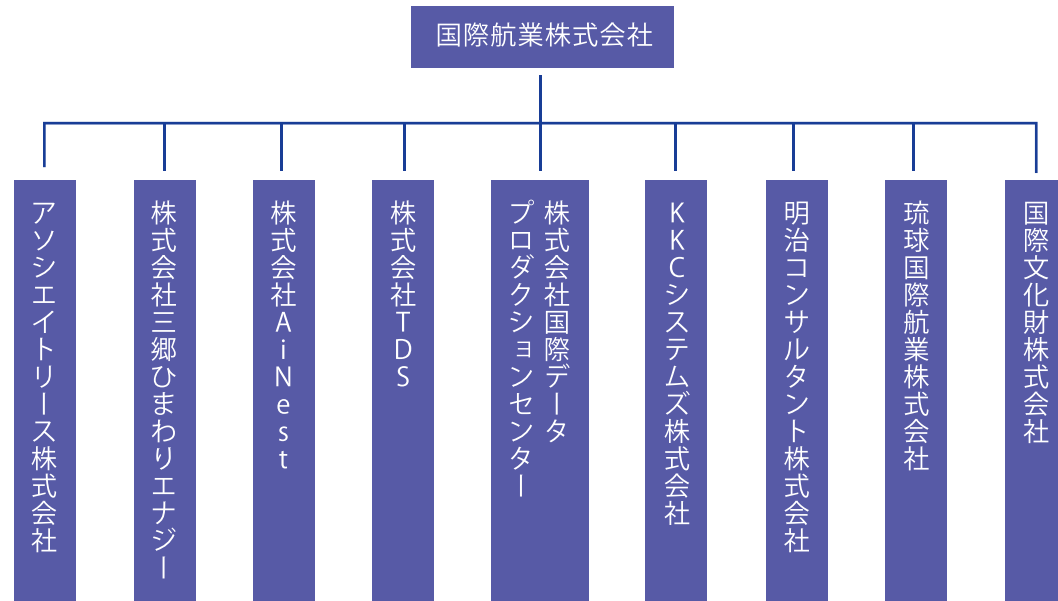 国際航業株式会社
アソシエイトリース株式会社
株式会社三郷ひまわりエナジー
株式会社AiNest
株式会社TDS
株式会社国際データ
プロダクションセンター
KKCシステムズ株式会社
明治コンサルタント株式会社
琉球国際航業株式会社
国際文化財株式会社